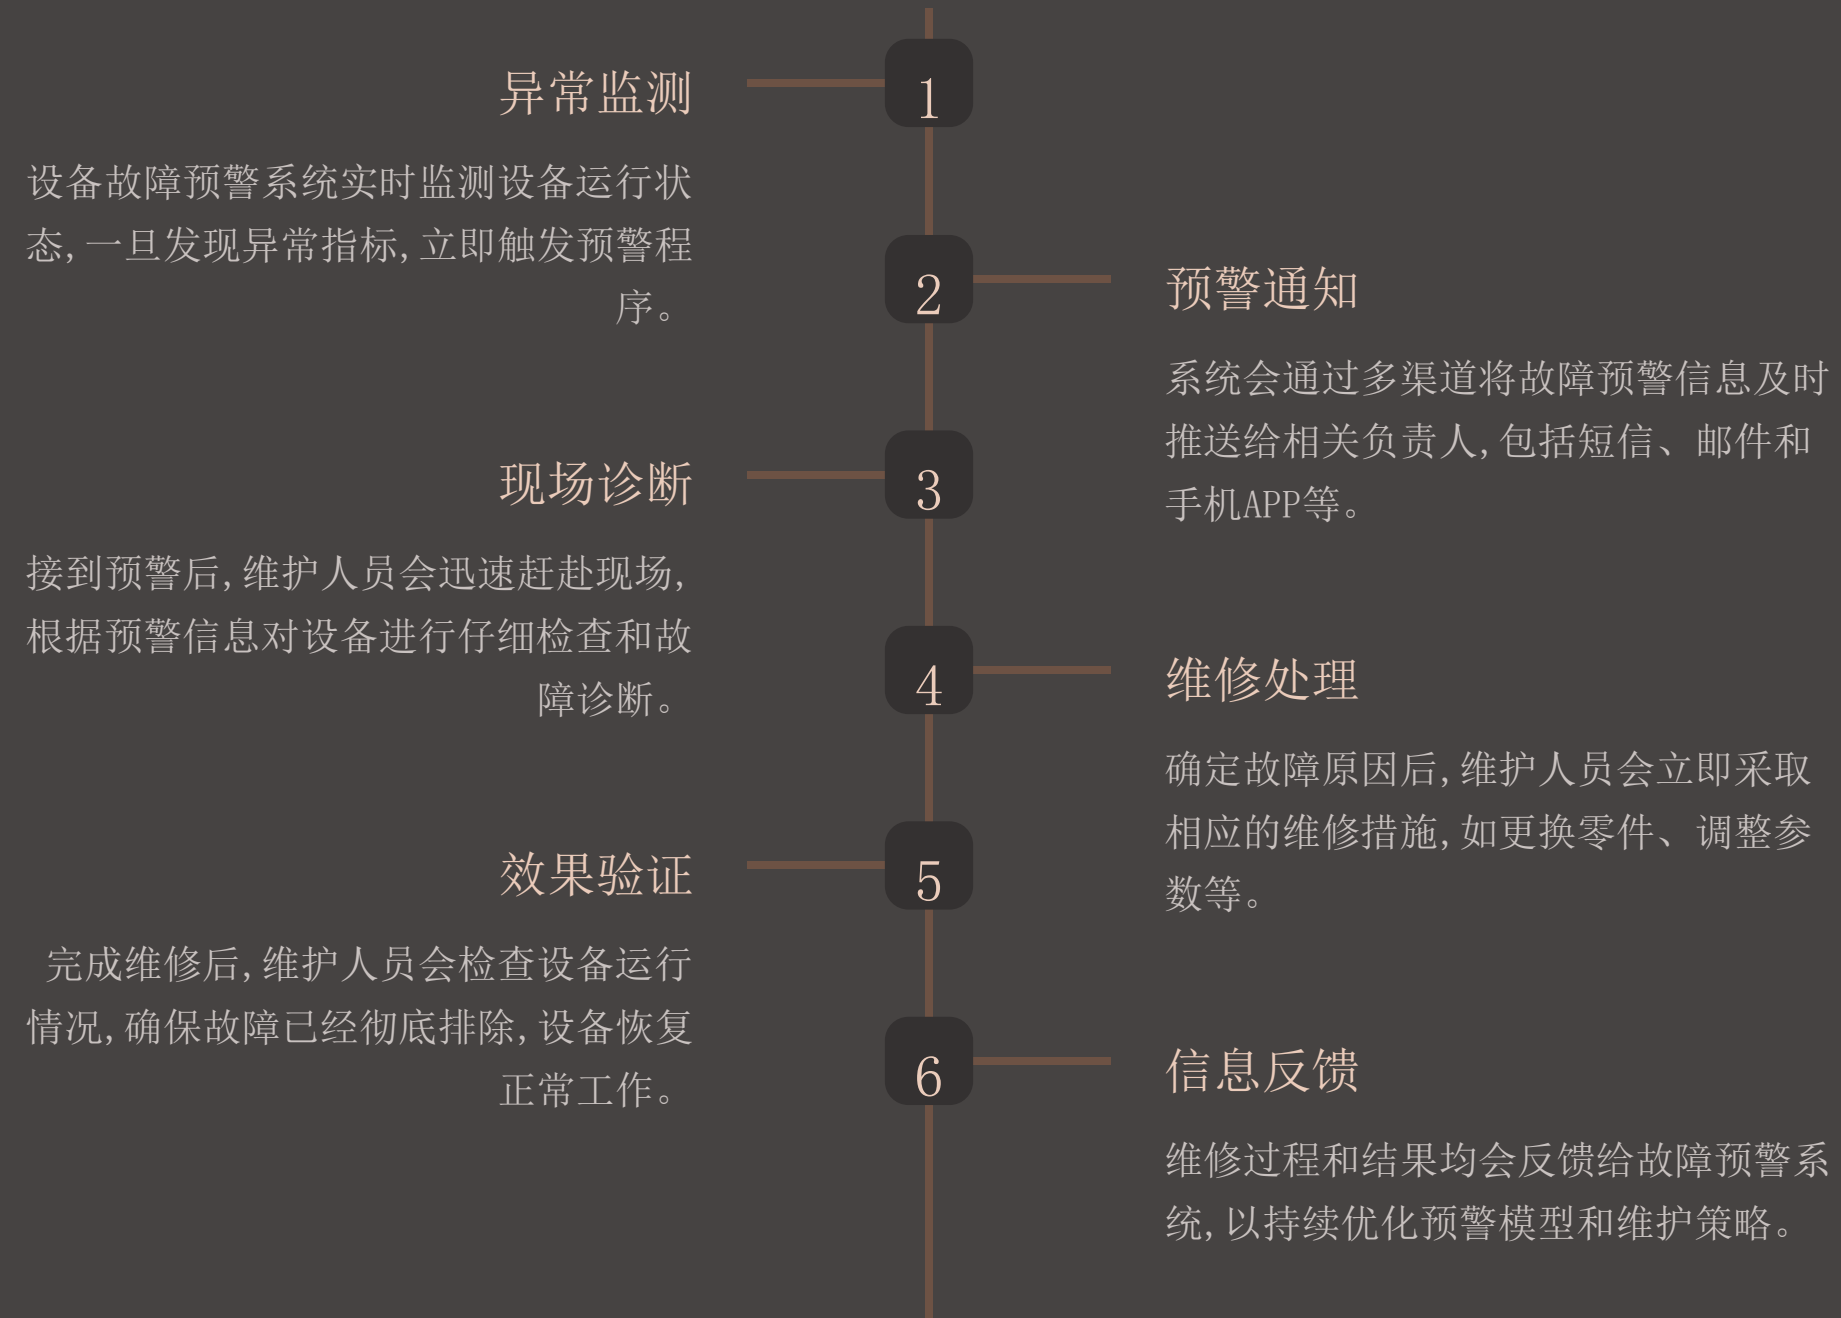 1
异常监测
设备故障预警系统实时监测设备运行状
态,一旦发现异常指标,立即触发预警程
序。
2
预警通知
系统会通过多渠道将故障预警信息及时
推送给相关负责人,包括短信、邮件和
手机APP等。
3
现场诊断
接到预警后,维护人员会迅速赶赴现场,
根据预警信息对设备进行仔细检查和故
障诊断。
4
维修处理
确定故障原因后,维护人员会立即采取
相应的维修措施,如更换零件、调整参
数等。
5
效果验证
完成维修后,维护人员会检查设备运行
情况,确保故障已经彻底排除,设备恢复
正常工作。
6
信息反馈
维修过程和结果均会反馈给故障预警系
统,以持续优化预警模型和维护策略。